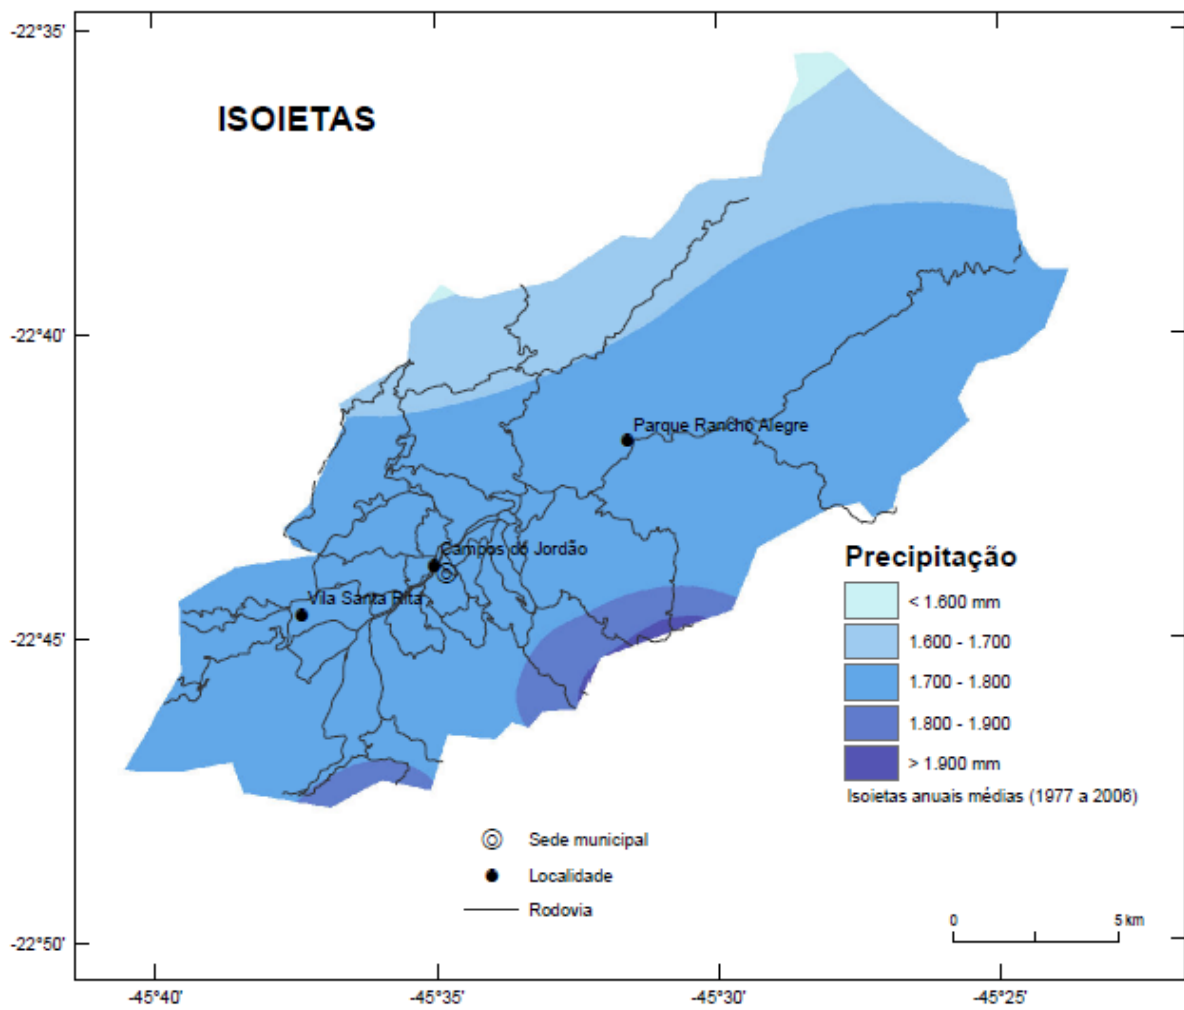 -22°35'
ISOIETAS
-22°40'
Parque Rancho Alegre
Campos do Jordão
Vila Santa Rita
-22°45'
Precipitação
< 1.600 mm
1.600 - 1.700
1.700 - 1.800
1.800 - 1.900
> 1.900 mm
Isoietas anuais médias (1977 a 2006)
Sede municipal
Localidade
Rodovia
0 5 km
-22°50'
-45°40' -45°35' -45°30' -45°25'